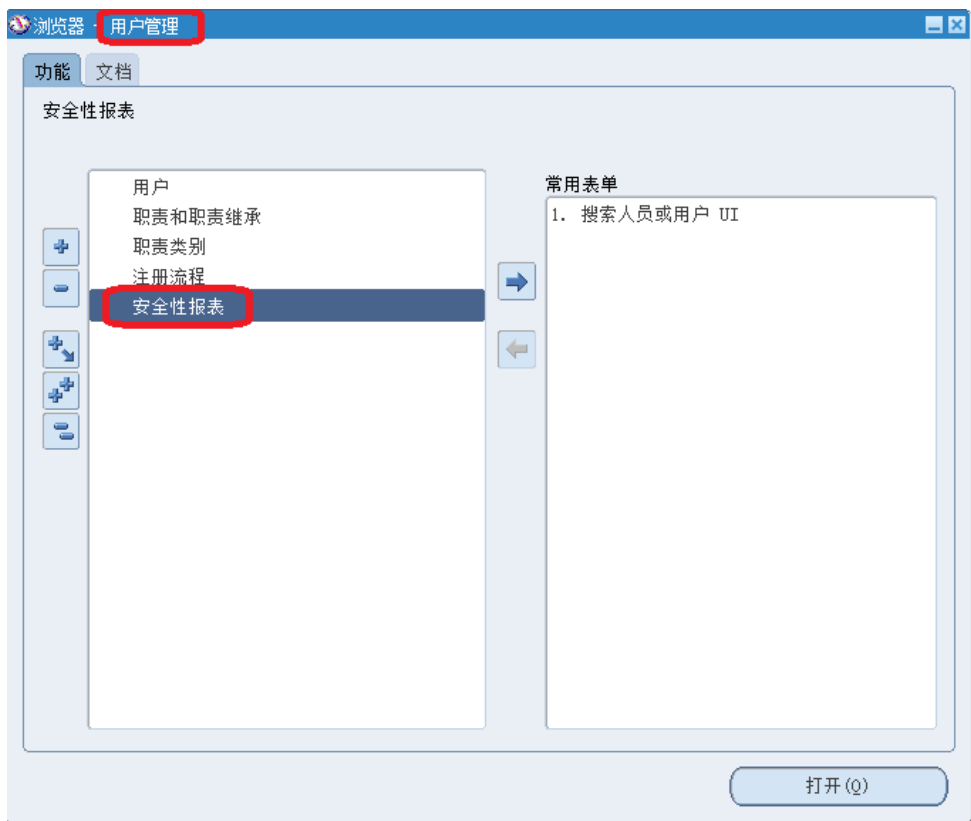 浏览器 - 用户管理
功能 文档
安全性报表
用户
职责和职责继承
职责类别
注册流程
安全性报表
常用表单
1. 搜索人员或用户 UI
打开(O)